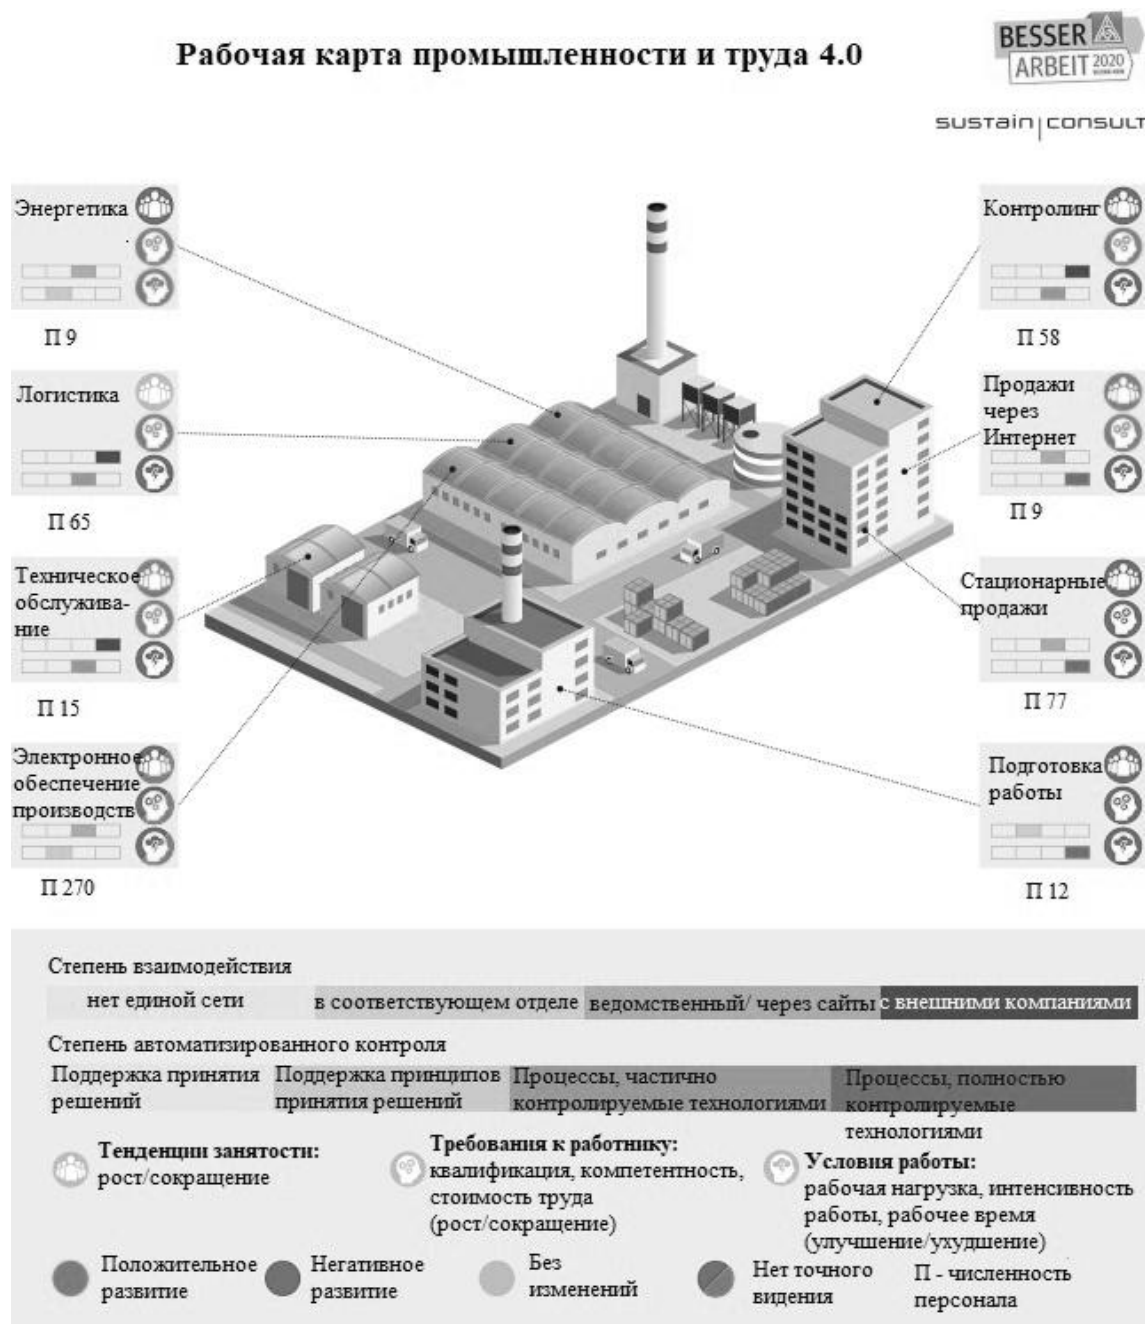 Рабочая карта промышленности и труда 4.0
BESSER
ARBEIT 2020
sustain consult
Энергетика
П 9
Логистика
П 65
Техническое
обслужива-
ние
П 15
Электронное
обеспечение
производств
П 270
Контролинг
П 58
Продажи
через
Интернет
П 9
Стационарные
продажи
П 77
Подготовка
работы
П 12
Степень взаимодействия
нет единой сети
в соответствующем отделе
ведомственный/ через сайты
с внешними компаниями
Степень автоматизированного контроля
Поддержка принятия
решений
Поддержка принципов
принятия решений
Процессы, частично
контролируемые технологиями
Процессы, полностью
контролируемые
технологиями
Тенденции занятости:
рост/сокращение
Требования к работнику:
квалификация, компетентность,
стоимость труда
(рост/сокращение)
Условия работы:
рабочая нагрузка, интенсивность
работы, рабочее время
(улучшение/ухудшение)
Положительное
развитие
Негативное
развитие
Без
изменений
Нет точного
видения
П - численность
персонала